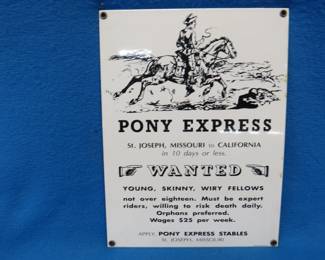 PONY EXPRESS
St. JOSEPH, MISSOURI to CALIFORNIA
in 10 days or less.
WANTED
YOUNG, SKINNY, WIRY FELLOWS
not over eighteen. Must be expert
riders, willing to risk death daily.
Orphans preferred.
Wages $25 per week.
APPLY, PONY EXPRESS STABLES
St. JOSEPH, MISSOURI